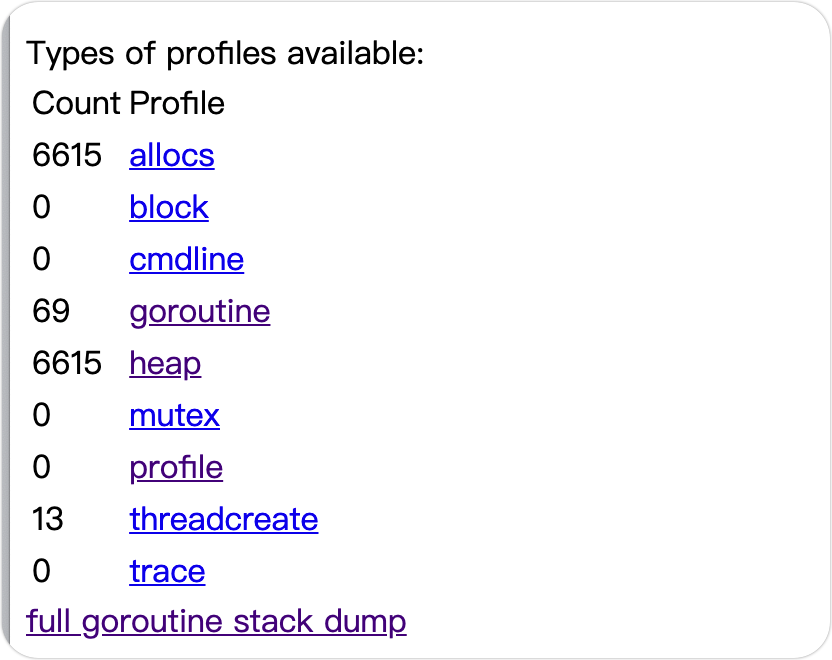 Types of profiles available:
Count Profile
6615 allocs
0 block
0 cmdline
69 goroutine
6615 heap
0 mutex
0 profile
13 threadcreate
0 trace
full goroutine stack dump